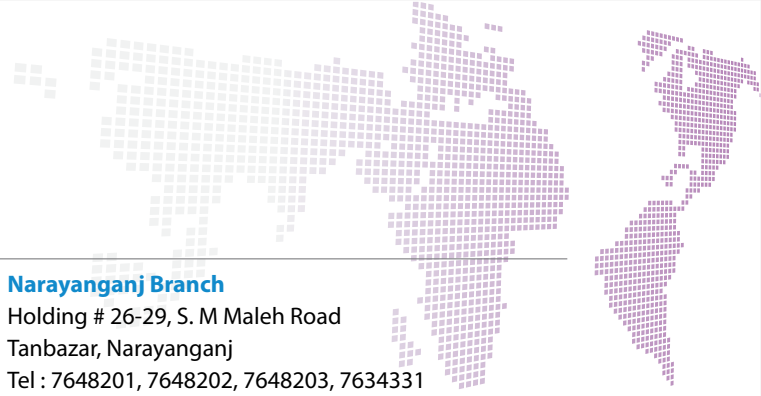 Narayanganj Branch
Holding # 26-29, S. M Maleh Road
Tanbazar, Narayanganj
Tel : 7648201, 7648202, 7648203, 7634331